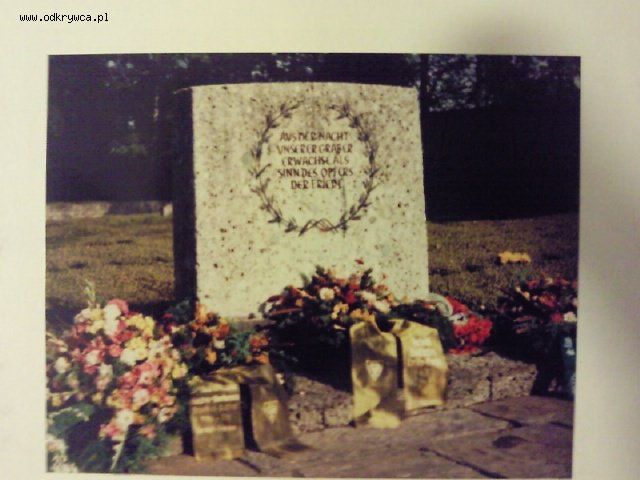 www.odkrywca.pl
AUS DER NACHT
UNSERER GRÄBER
ERWACHSE ALS
SINN DES OPFERS
DER FRIEDE